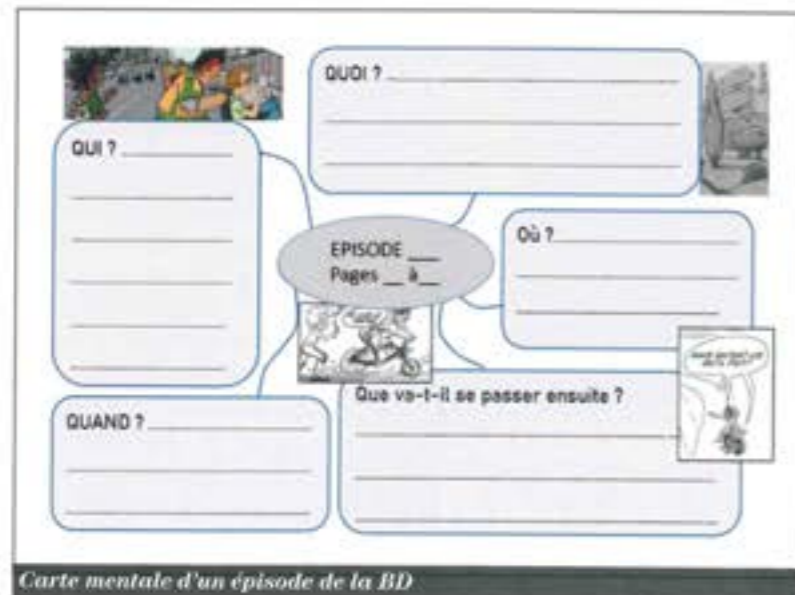 QUOI ?
QUI ?
Où ?
EPISODE ___
Pages __ à__
Que va-t-il se passer ensuite ?
QUAND ?
Carte mentale d'un épisode de la BD